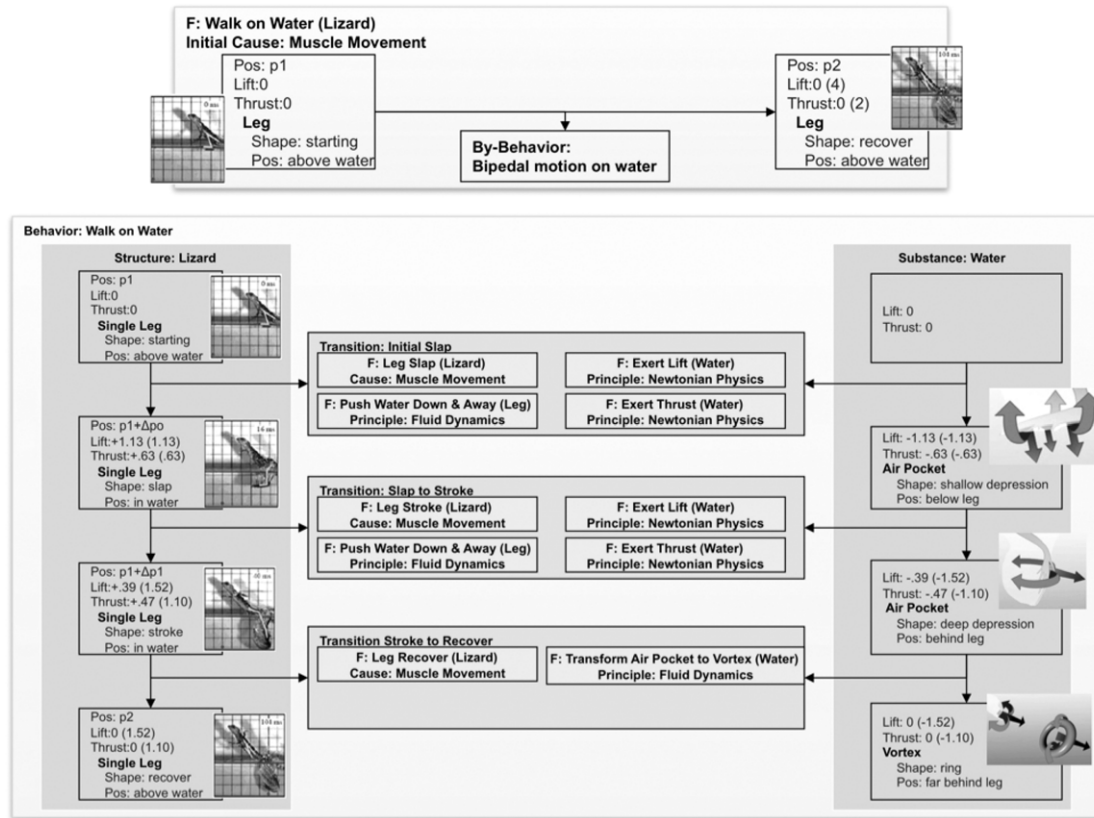 F: Walk on Water (Lizard)
Initial Cause: Muscle Movement
Pos: p1
Lift:0
Thrust:0
Leg
Shape: starting
Pos: above water
0 ms
By-Behavior:
Bipedal motion on water
Pos: p2
Lift:0 (4)
Thrust:0 (2)
Leg
Shape: recover
Pos: above water
104 ms
Behavior: Walk on Water
Structure: Lizard
Pos: p1
Lift:0
Thrust:0
Single Leg
Shape: starting
Pos: above water
0 ms
Pos: p1+Δpo
Lift:+1.13 (1.13)
Thrust:+.63 (.63)
Single Leg
Shape: slap
Pos: in water
16 ms
Pos: p1+Δp1
Lift:+.39 (1.52)
Thrust:+.47 (1.10)
Single Leg
Shape: stroke
Pos: in water
Pos: p2
Lift:0 (1.52)
Thrust:0 (1.10)
Single Leg
Shape: recover
Pos: above water
104 ms
Transition: Initial Slap
F: Leg Slap (Lizard)
Cause: Muscle Movement
F: Exert Lift (Water)
Principle: Newtonian Physics
F: Push Water Down & Away (Leg)
Principle: Fluid Dynamics
F: Exert Thrust (Water)
Principle: Newtonian Physics
Transition: Slap to Stroke
F: Leg Stroke (Lizard)
Cause: Muscle Movement
F: Exert Lift (Water)
Principle: Newtonian Physics
F: Push Water Down & Away (Leg)
Principle: Fluid Dynamics
F: Exert Thrust (Water)
Principle: Newtonian Physics
Transition Stroke to Recover
F: Leg Recover (Lizard)
Cause: Muscle Movement
F: Transform Air Pocket to Vortex (Water)
Principle: Fluid Dynamics
Substance: Water
Lift: 0
Thrust: 0
Lift: -1.13 (-1.13)
Thrust: -.63 (-.63)
Air Pocket
Shape: shallow depression
Pos: below leg
Lift: -.39 (-1.52)
Thrust: -.47 (-1.10)
Air Pocket
Shape: deep depression
Pos: behind leg
Lift: 0 (-1.52)
Thrust: 0 (-1.10)
Vortex
Shape: ring
Pos: far behind leg